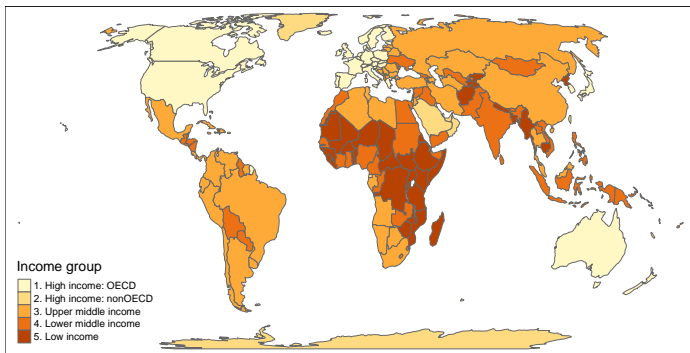 Income group
1. High income: OECD
2. High income: nonOECD
3. Upper middle income
4. Lower middle income
5. Low income